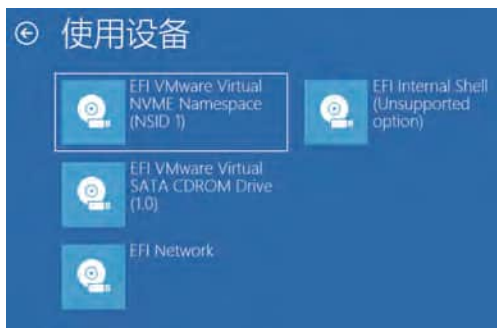 使用设备
EFI VMware Virtual
NVME Namespace
(NSID 1)
EFI Internal Shell
(Unsupported
option)
EFI VMware Virtual
SATA CDROM Drive
(1.0)
EFI Network